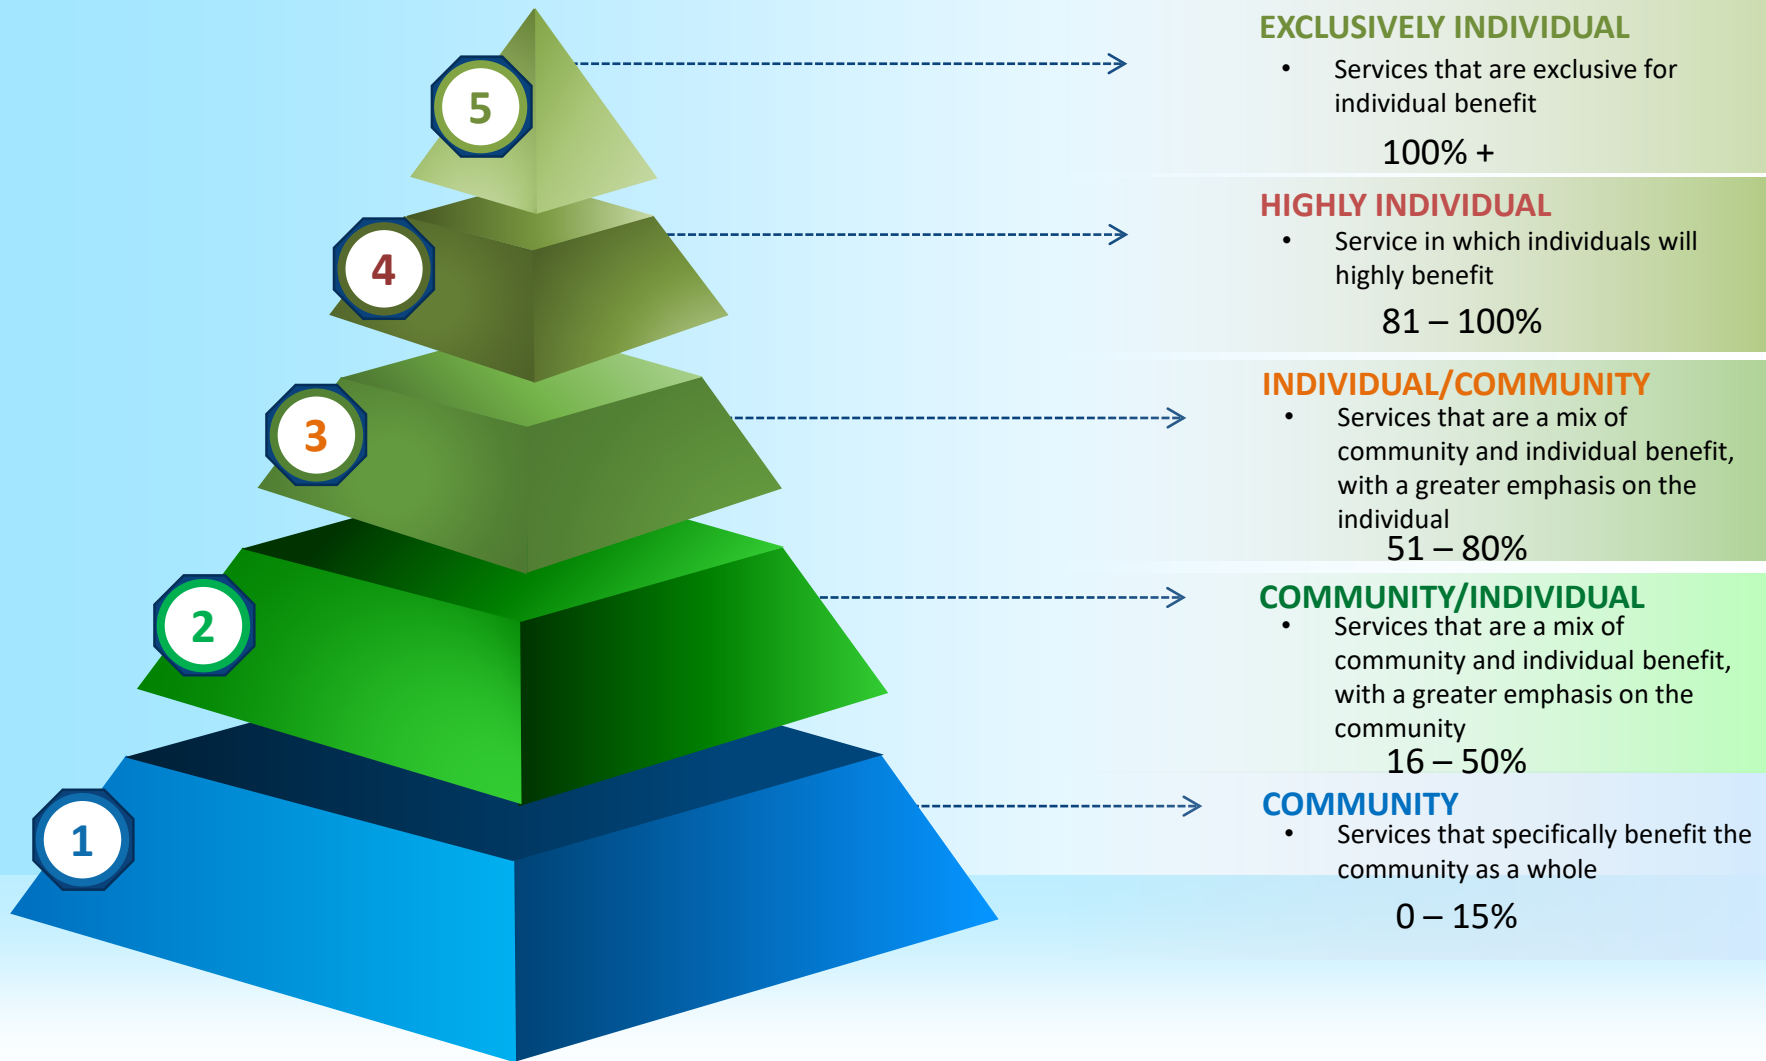 5
EXCLUSIVELY INDIVIDUAL
• Services that are exclusive for
individual benefit
100% +
4
HIGHLY INDIVIDUAL
• Service in which individuals will
highly benefit
81 – 100%
3
INDIVIDUAL/COMMUNITY
• Services that are a mix of
community and individual benefit,
with a greater emphasis on the
individual
51 – 80%
2
COMMUNITY/INDIVIDUAL
• Services that are a mix of
community and individual benefit,
with a greater emphasis on the
community
16 – 50%
1
COMMUNITY
• Services that specifically benefit the
community as a whole
0 – 15%